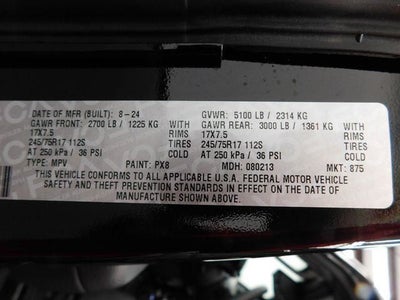 DATE OF MFR (BUILT): 8-24 GVWR: 5100 LB / 2314 KG
GAWR FRONT: 2700 LB / 1225 KG WITH GAWR REAR: 3000 LB / 1361 KG WITH
17X7.5 RIMS 17X7.5 RIMS
245/75R17 112S TIRES 245/75R17 112S TIRES
AT 250 kPa / 36 PSI COLD AT 250 kPa / 36 PSI COLD
TYPE: MPV PAINT: PX8 MDH: 080213 MKT: 875
THIS VEHICLE CONFORMS TO ALL APPLICABLE U.S.A. FEDERAL MOTOR VEHICLE
SAFETY AND THEFT PREVENTION STANDARDS IN EFFECT ON THE DATE OF
MANUFACTURE SHOWN ABOVE.